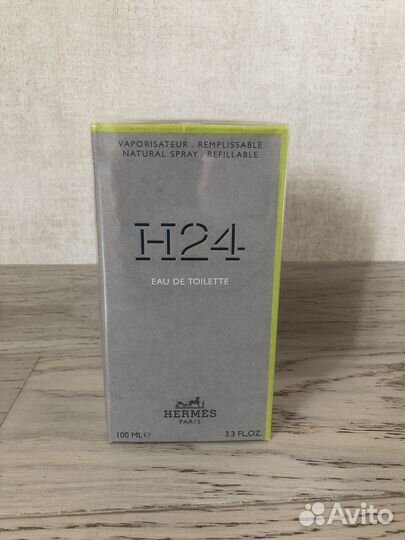 VAPORISATEUR . REMPLISSABLE
NATURAL SPRAY . REFILLABLE
H24
EAU DE TOILETTE
HERMÈS
PARIS
100 ML℮ 3.3 FL.OZ.
Avito